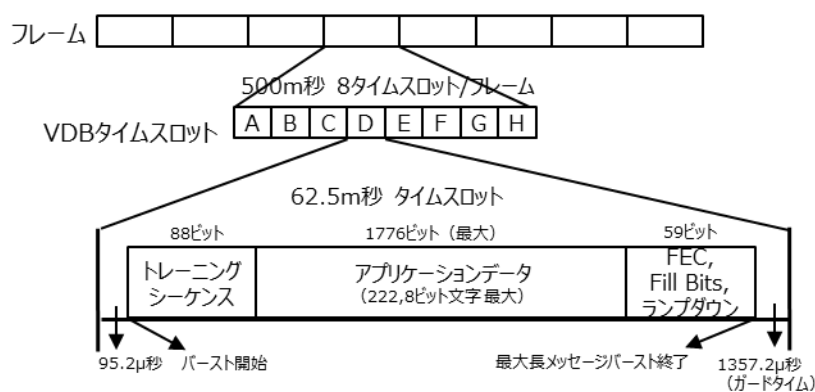 フレーム
500m秒 8タイムスロット/フレーム
VDBタイムスロット
A B C D E F G H
62.5m秒 タイムスロット
88ビット 1776ビット（最大） 59ビット
トレーニング
シーケンス
アプリケーションデータ
(222,8ビット文字 最大)
FEC,
Fill Bits,
ランプダウン
95.2μ秒 バースト開始 最大長メッセージバースト終了 1357.2μ秒
（ガードタイム）